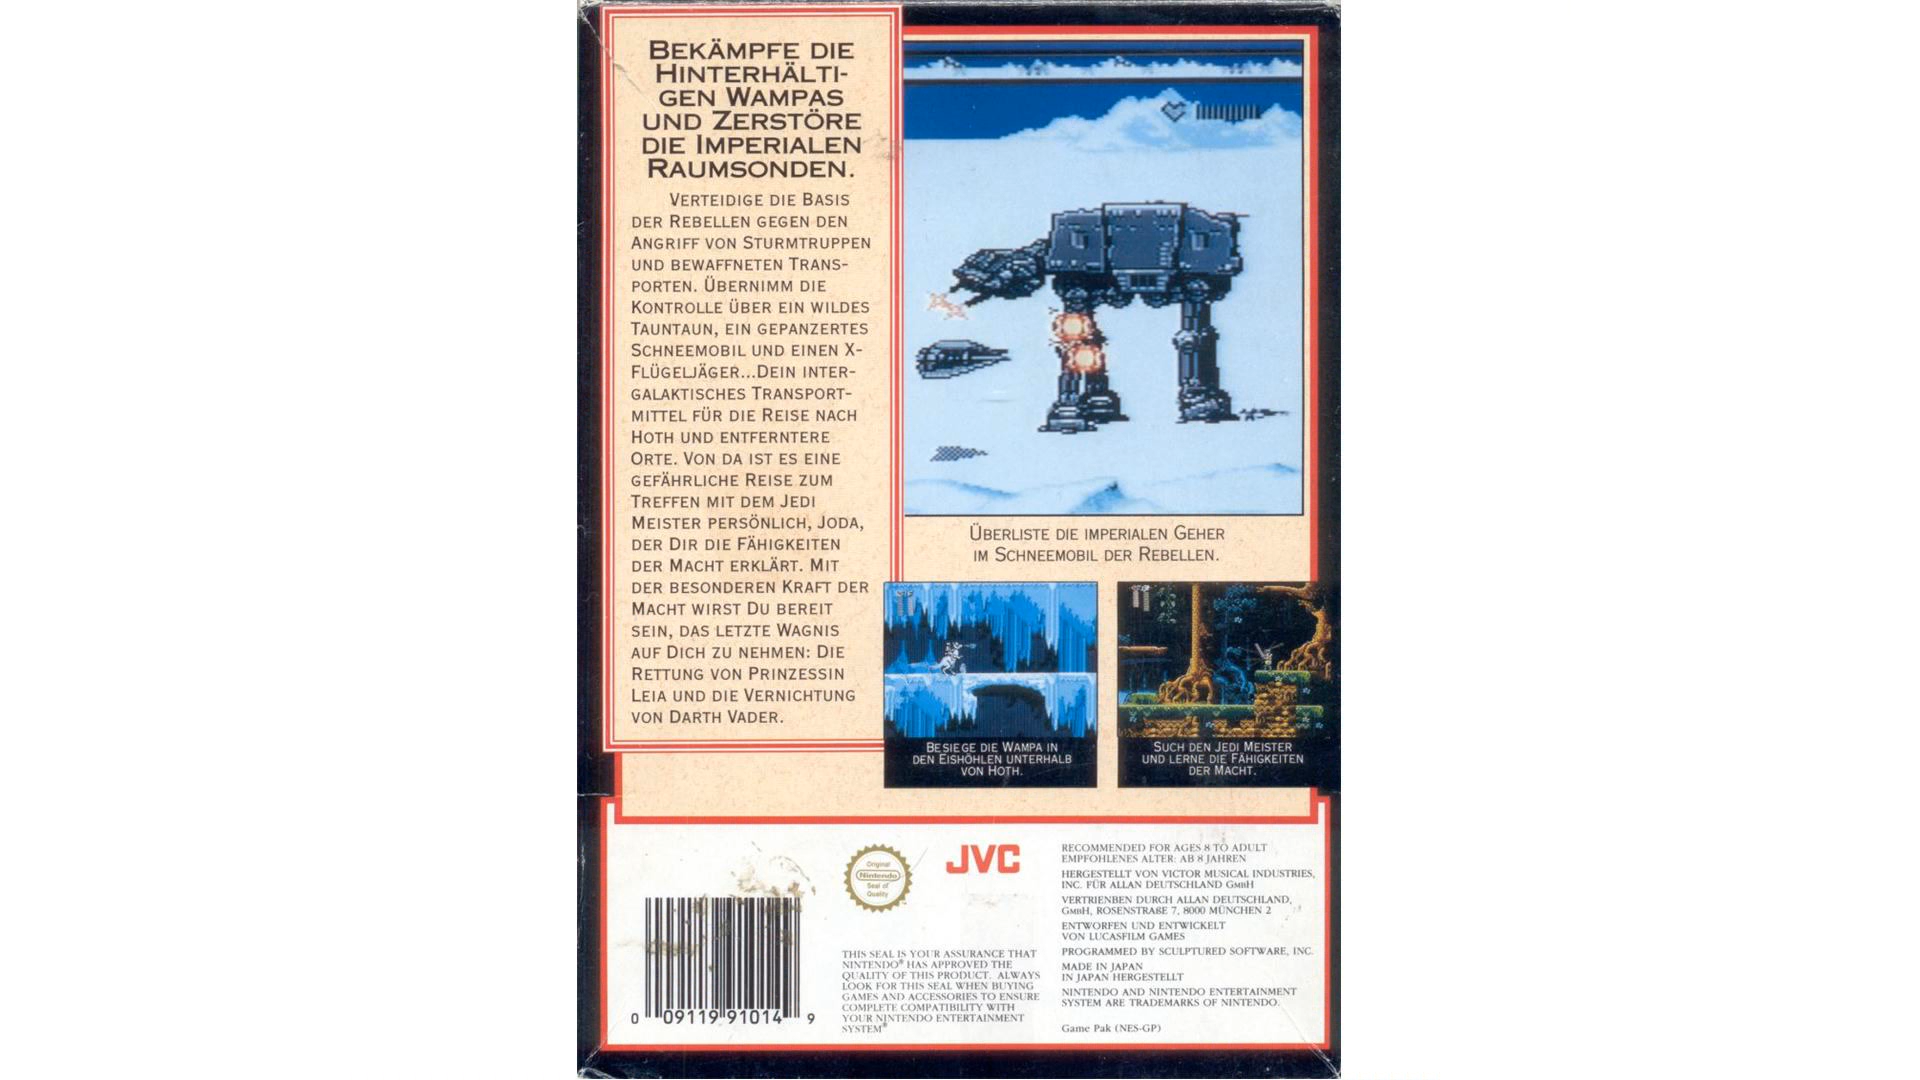 BEKÄMPFE DIE
HINTERHÄLTI-
GEN WAMPAS
UND ZERSTÖRE
DIE IMPERIALEN
RAUMSONDEN.
VERTEIDIGE DIE BASIS
DER REBELLEN GEGEN DEN
ANGRIFF VON STURMTRUPPEN
UND BEWAFFNETEN TRANS-
PORTEN. ÜBERNIMM DIE
KONTROLLE ÜBER EIN WILDES
TAUNTAUN, EIN GEPANZERTES
SCHNEEMOBIL UND EINEN X-
FLÜGELJÄGER...DEIN INTER-
GALAKTISCHES TRANSPORT-
MITTEL FÜR DIE REISE NACH
HOTH UND ENTFERNTERE
ORTE. VON DA IST ES EINE
GEFÄHRLICHE REISE ZUM
TREFFEN MIT DEM JEDI
MEISTER PERSÖNLICH, JODA,
DER DIR DIE FÄHIGKEITEN
DER MACHT ERKLÄRT. MIT
DER BESONDEREN KRAFT DER
MACHT WIRST DU BEREIT
SEIN, DAS LETZTE WAGNIS
AUF DICH ZU NEHMEN: DIE
RETTUNG VON PRINZESSIN
LEIA UND DIE VERNICHTUNG
VON DARTH VADER.
ÜBERLISTE DIE IMPERIALEN GEHER
IM SCHNEEMOBIL DER REBELLEN.
BESIEGE DIE WAMPA IN
DEN EISHÖHLEN UNTERHALB
VON HOTH.
SUCH DEN JEDI MEISTER
UND LERNE DIE FÄHIGKEITEN
DER MACHT.
0 09119 91014 9
Original
Nintendo
Seal of
Quality
JVC
THIS SEAL IS YOUR ASSURANCE THAT
NINTENDO® HAS APPROVED THE
QUALITY OF THIS PRODUCT. ALWAYS
LOOK FOR THIS SEAL WHEN BUYING
GAMES AND ACCESSORIES TO ENSURE
COMPLETE COMPATIBILITY WITH
YOUR NINTENDO ENTERTAINMENT
SYSTEM®
RECOMMENDED FOR AGES 8 TO ADULT
EMPFOHLENES ALTER: AB 8 JAHREN
HERGESTELLT VON VICTOR MUSICAL INDUSTRIES,
INC. FÜR ALLAN DEUTSCHLAND GMBH
VERTRIENBEN DURCH ALLAN DEUTSCHLAND,
GMBH, ROSENSTRAßE 7, 8000 MÜNCHEN 2
ENTWORFEN UND ENTWICKELT
VON LUCASFILM GAMES
PROGRAMMED BY SCULPTURED SOFTWARE, INC.
MADE IN JAPAN
IN JAPAN HERGESTELLT
NINTENDO AND NINTENDO ENTERTAINMENT
SYSTEM ARE TRADEMARKS OF NINTENDO.
Game Pak (NES-GP)